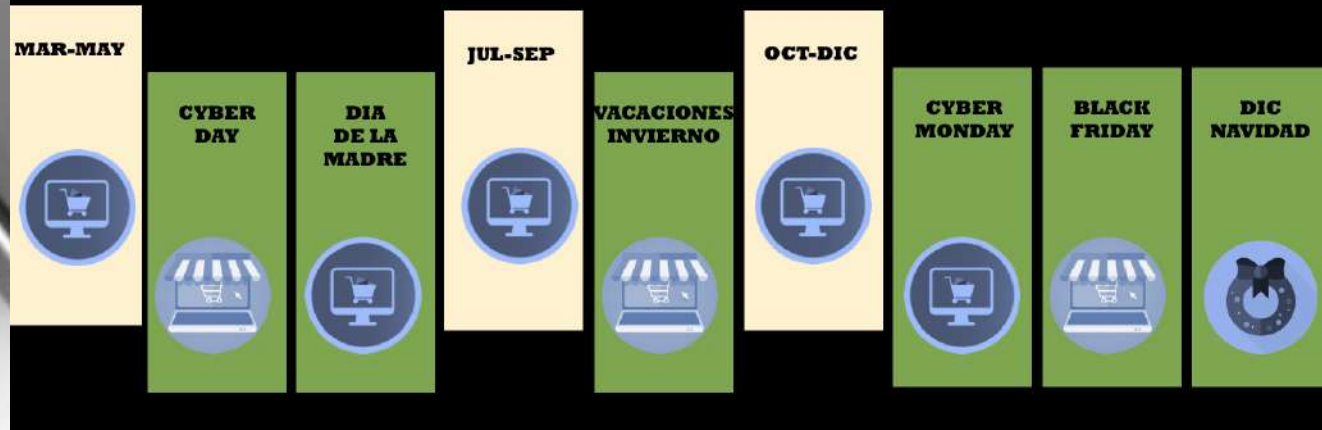 MAR-MAY
CYBER
DAY
DIA
DE LA
MADRE
JUL-SEP
VACACIONES
INVIERNO
OCT-DIC
CYBER
MONDAY
BLACK
FRIDAY
DIC
NAVIDAD